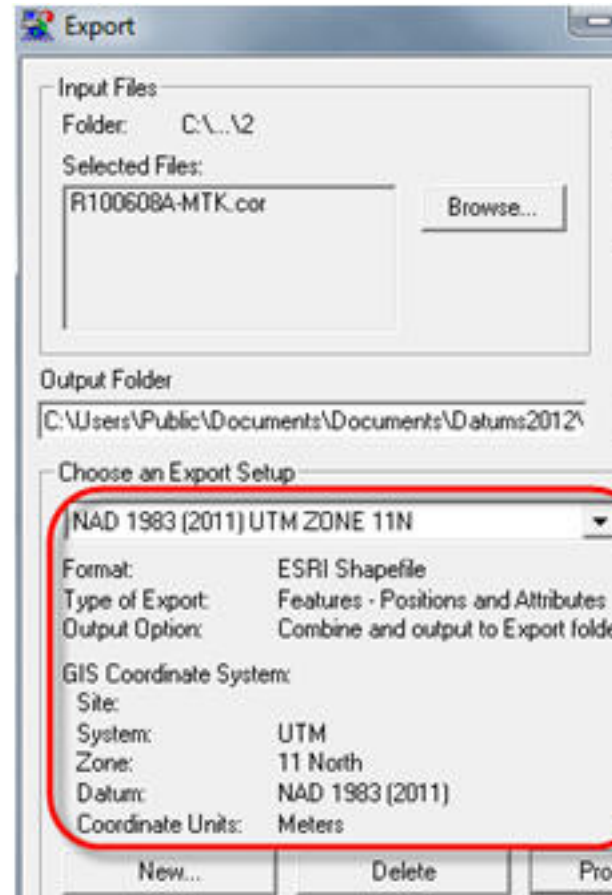 Export
Input Files
Folder: C:\...\2
Selected Files:
R100608A-MTK.cor
Browse...
Output Folder
C:\Users\Public\Documents\Documents\Datums2012\
Choose an Export Setup
NAD 1983 (2011) UTM ZONE 11N
Format: ESRI Shapefile
Type of Export: Features - Positions and Attributes
Output Option: Combine and output to Export folde
GIS Coordinate System:
Site:
System: UTM
Zone: 11 North
Datum: NAD 1983 (2011)
Coordinate Units: Meters
New... Delete Pro